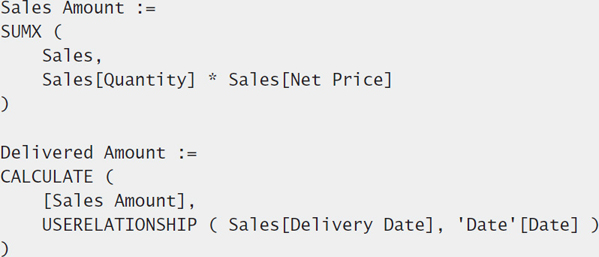 Sales Amount :=
SUMX (
    Sales,
    Sales[Quantity] * Sales[Net Price]
)

Delivered Amount :=
CALCULATE (
    [Sales Amount],
    USERELATIONSHIP ( Sales[Delivery Date], 'Date'[Date] )
)